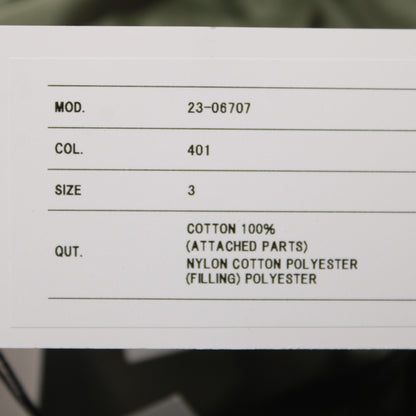 MOD. 23-06707
COL. 401
SIZE 3
QUT. COTTON 100%
(ATTACHED PARTS)
NYLON COTTON POLYESTER
(FILLING) POLYESTER